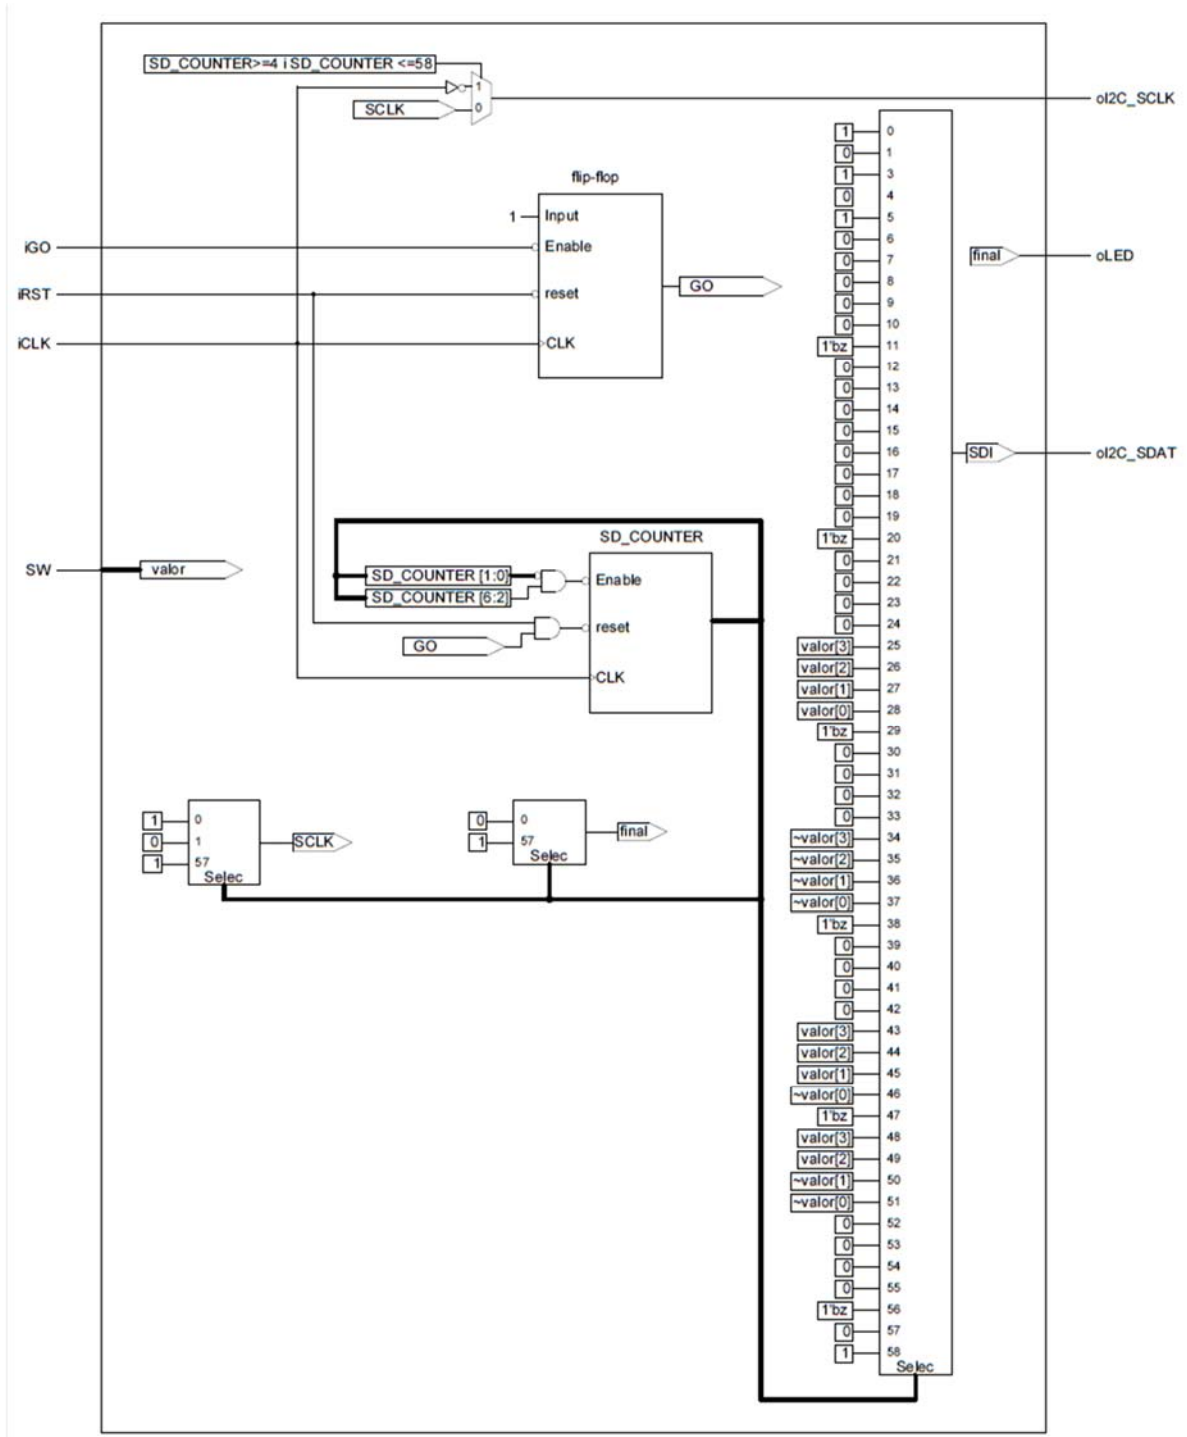 SD_COUNTER>=4 i SD_COUNTER <=58
1
SCLK
0
oI2C_SCLK
flip-flop
1
Input
iGO
Enable
iRST
reset
GO
iCLK
CLK
final
oLED
SDI
oI2C_SDAT
SD_COUNTER
SW
valor
SD_COUNTER [1:0]
SD_COUNTER [6:2]
Enable
GO
reset
CLK
1 0
0 1
1 57
Selec
SCLK
0 0
1 57
Selec
final
1 0
0 1
1 3
0 4
1 5
0 6
0 7
0 8
0 9
0 10
1'bz 11
0 12
0 13
0 14
0 15
0 16
0 17
0 18
0 19
1'bz 20
0 21
0 22
0 23
0 24
valor[3] 25
valor[2] 26
valor[1] 27
valor[0] 28
1'bz 29
0 30
0 31
0 32
0 33
~valor[3] 34
~valor[2] 35
~valor[1] 36
~valor[0] 37
1'bz 38
0 39
0 40
0 41
0 42
valor[3] 43
valor[2] 44
valor[1] 45
~valor[0] 46
1'bz 47
valor[3] 48
valor[2] 49
~valor[1] 50
~valor[0] 51
0 52
0 53
0 54
0 55
1'bz 56
0 57
1 58
Selec